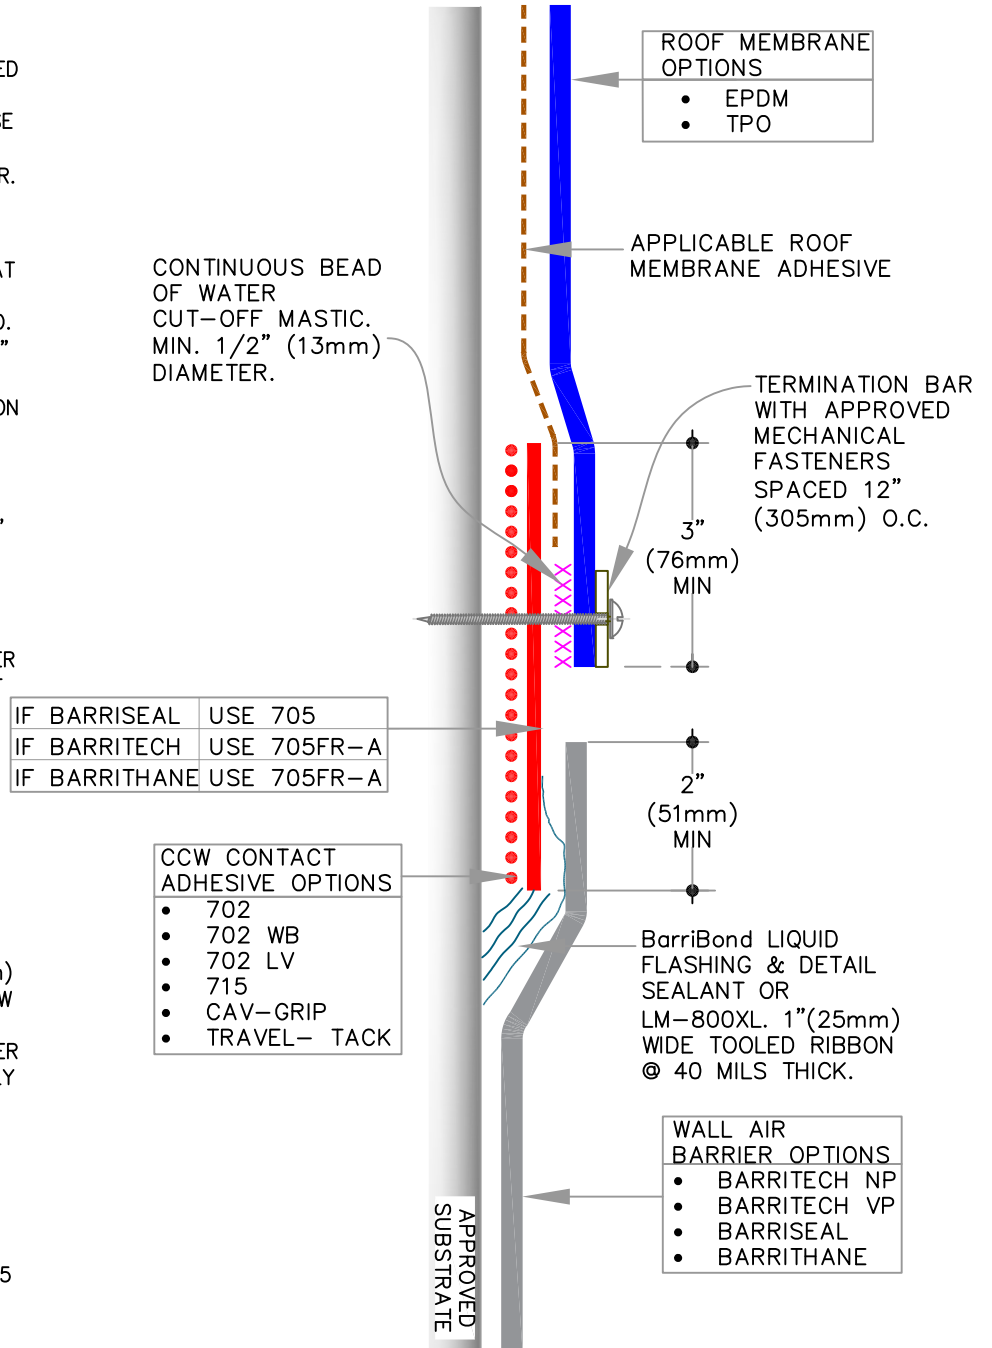 ROOF MEMBRANE
OPTIONS
• EPDM
• TPO
APPLICABLE ROOF
MEMBRANE ADHESIVE
CONTINUOUS BEAD
OF WATER
CUT-OFF MASTIC.
MIN. 1/2" (13mm)
DIAMETER.
TERMINATION BAR
WITH APPROVED
MECHANICAL
FASTENERS
SPACED 12"
(305mm) O.C.
3"
(76mm)
MIN
IF BARRISEAL USE 705
IF BARRITECH USE 705FR-A
IF BARRITHANE USE 705FR-A
2"
(51mm)
MIN
CCW CONTACT
ADHESIVE OPTIONS
• 702
• 702 WB
• 702 LV
• 715
• CAV-GRIP
• TRAVEL- TACK
BarriBond LIQUID
FLASHING & DETAIL
SEALANT OR
LM-800XL. 1"(25mm)
WIDE TOOLED RIBBON
@ 40 MILS THICK.
WALL AIR
BARRIER OPTIONS
• BARRITECH NP
• BARRITECH VP
• BARRISEAL
• BARRITHANE
APPROVED
SUBSTRATE